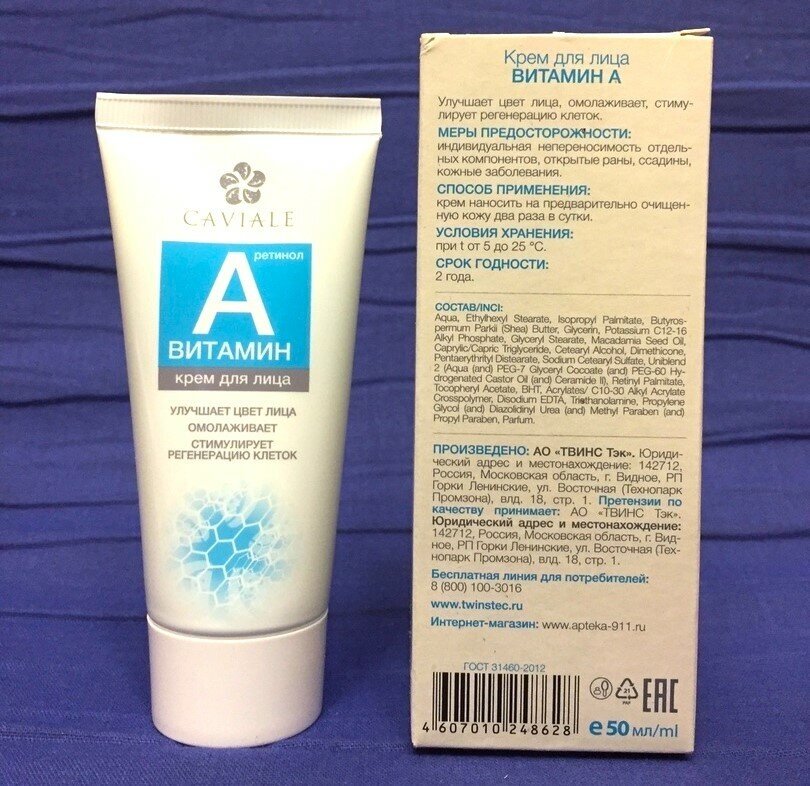 CAVIALE
ретинол
А
ВИТАМИН
крем для лица
УЛУЧШАЕТ ЦВЕТ ЛИЦА
ОМОЛАЖИВАЕТ
СТИМУЛИРУЕТ
РЕГЕНЕРАЦИЮ КЛЕТОК
Крем для лица
ВИТАМИН А
Улучшает цвет лица, омолаживает, стиму-
лирует регенерацию клеток.
МЕРЫ ПРЕДОСТОРОЖНОСТИ:
индивидуальная непереносимость отдель-
ных компонентов, открытые раны, ссадины,
кожные заболевания.
СПОСОБ ПРИМЕНЕНИЯ:
крем наносить на предварительно очищен-
ную кожу два раза в сутки.
УСЛОВИЯ ХРАНЕНИЯ:
при t от 5 до 25 °C.
СРОК ГОДНОСТИ:
2 года.
СОСТАВ/INCI:
Aqua, Ethylhexyl Stearate, Isopropyl Palmitate, Butyros-
permum Parkii (Shea) Butter, Glycerin, Potassium C12-16
Alkyl Phosphate, Glyceryl Stearate, Macadamia Seed Oil,
Caprylic/Capric Triglyceride, Cetearyl Alcohol, Dimethicone,
Pentaerythrityl Distearate, Sodium Cetearyl Sulfate, Uniblend
2 (Aqua (and) PEG-7 Glyceryl Cocoate (and) PEG-60 Hy-
drogenated Castor Oil (and) Ceramide II), Retinyl Palmitate,
Tocopheryl Acetate, BHT, Acrylates/ C10-30 Alkyl Acrylate
Crosspolymer, Disodium EDTA, Triethanolamine, Propylene
Glycol (and) Diazolidinyl Urea (and) Methyl Paraben (and)
Propyl Paraben, Parfum.
ПРОИЗВЕДЕНО: АО «ТВИНС Тэк». Юриди-
ческий адрес и местонахождение: 142712,
Россия, Московская область, г. Видное, РП
Горки Ленинские, ул. Восточная (Технопарк
Промзона), влд. 18, стр. 1. Претензии по
качеству принимает: АО «ТВИНС Тэк».
Юридический адрес и местонахождение:
142712, Россия, Московская область, г. Вид-
ное, РП Горки Ленинские, ул. Восточная (Тех-
нопарк Промзона), влд. 18, стр. 1.
Бесплатная линия для потребителей:
8 (800) 100-3016
www.twinstec.ru
Интернет-магазин: www.apteka-911.ru
ГОСТ 31460-2012
21
PAP
EAC
4 607010 248628
e 50 мл/ml